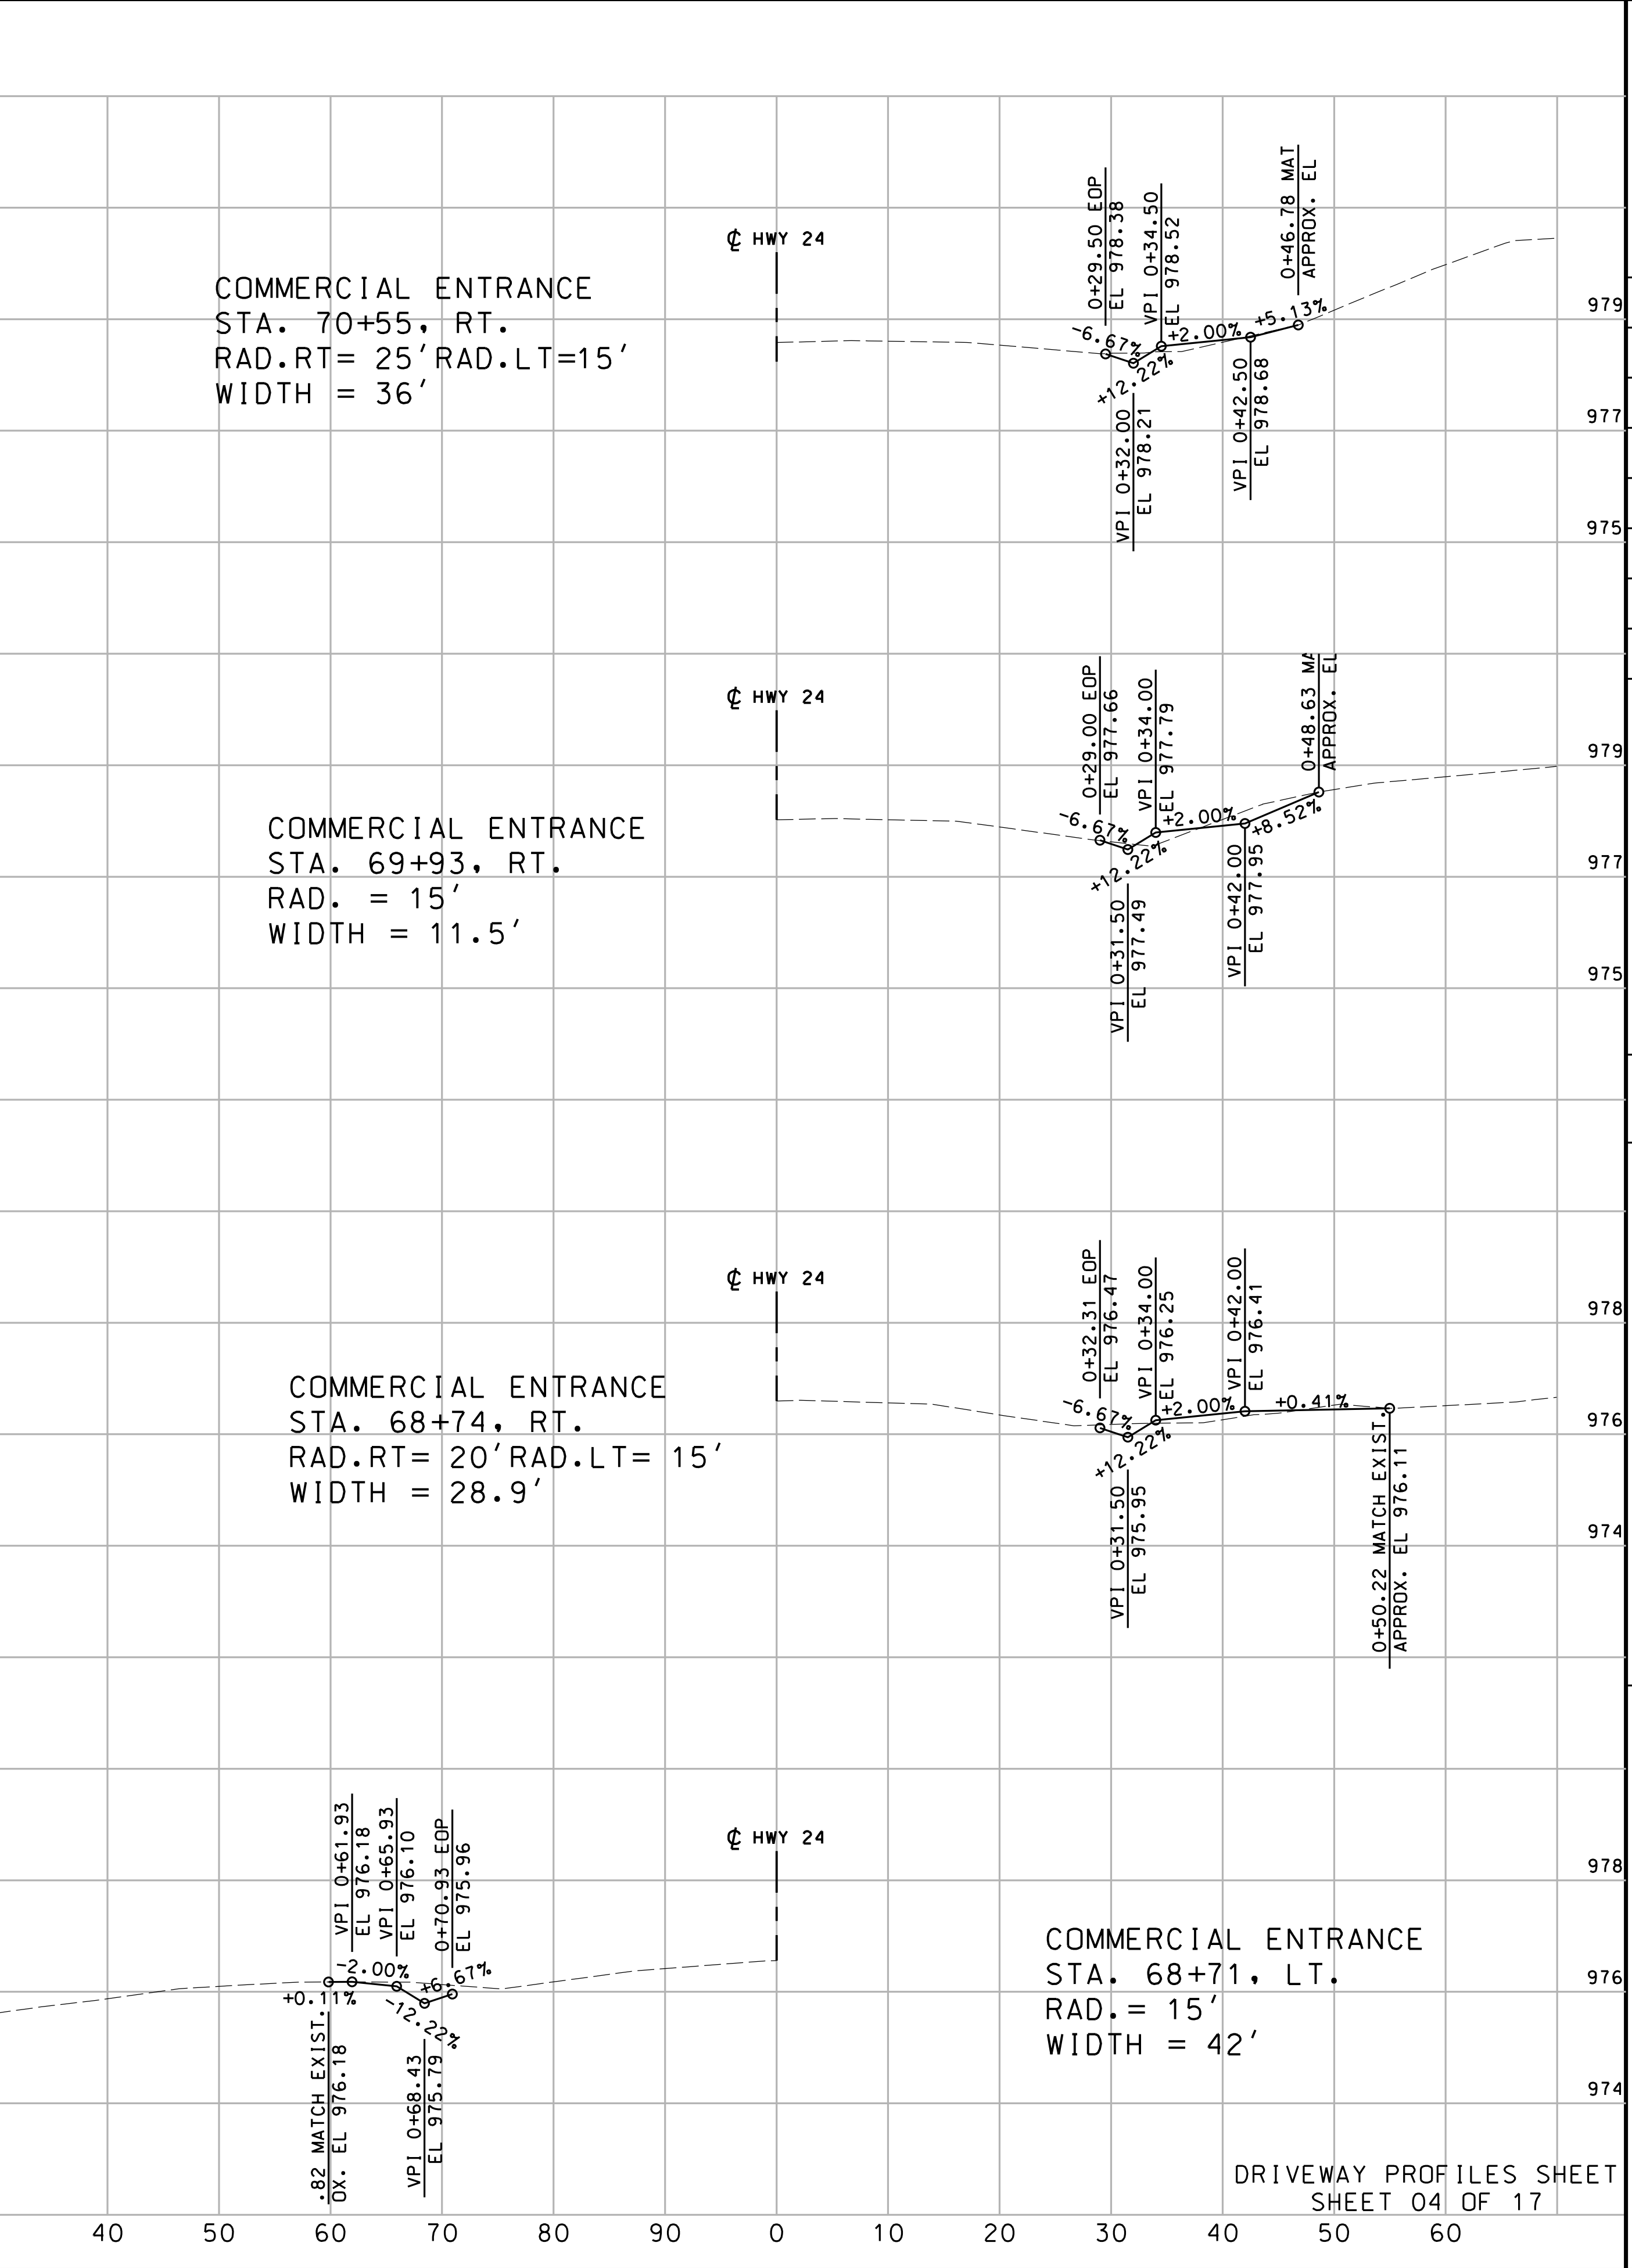 ℄ HWY 24
COMMERCIAL ENTRANCE
STA. 70+55, RT.
RAD.RT= 25'RAD.LT=15'
WIDTH = 36'
0+29.50 EOP
EL 978.38
VPI 0+34.50
EL 978.52
0+46.78 MAT
APPROX. EL
-6.67%
+12.22%
+2.00%
+5.13%
VPI 0+32.00
EL 978.21
VPI 0+42.50
EL 978.68
979
977
975
℄ HWY 24
COMMERCIAL ENTRANCE
STA. 69+93, RT.
RAD. = 15'
WIDTH = 11.5'
0+29.00 EOP
EL 977.66
VPI 0+34.00
EL 977.79
0+48.63 MA
APPROX. EL
-6.67%
+12.22%
+2.00%
+8.52%
VPI 0+31.50
EL 977.49
VPI 0+42.00
EL 977.95
979
977
975
℄ HWY 24
COMMERCIAL ENTRANCE
STA. 68+74, RT.
RAD.RT= 20'RAD.LT= 15'
WIDTH = 28.9'
0+32.31 EOP
EL 976.47
VPI 0+34.00
EL 976.25
VPI 0+42.00
EL 976.41
-6.67%
+12.22%
+2.00%
+0.41%
VPI 0+31.50
EL 975.95
0+50.22 MATCH EXIST.
APPROX. EL 976.11
978
976
974
℄ HWY 24
VPI 0+61.93
EL 976.18
VPI 0+65.93
EL 976.10
0+70.93 EOP
EL 975.96
+0.11%
-2.00%
-12.22%
+6.67%
.82 MATCH EXIST.
OX. EL 976.18
VPI 0+68.43
EL 975.79
COMMERCIAL ENTRANCE
STA. 68+71, LT.
RAD.= 15'
WIDTH = 42'
978
976
974
DRIVEWAY PROFILES SHEET
SHEET 04 OF 17
40 50 60 70 80 90 0 10 20 30 40 50 60